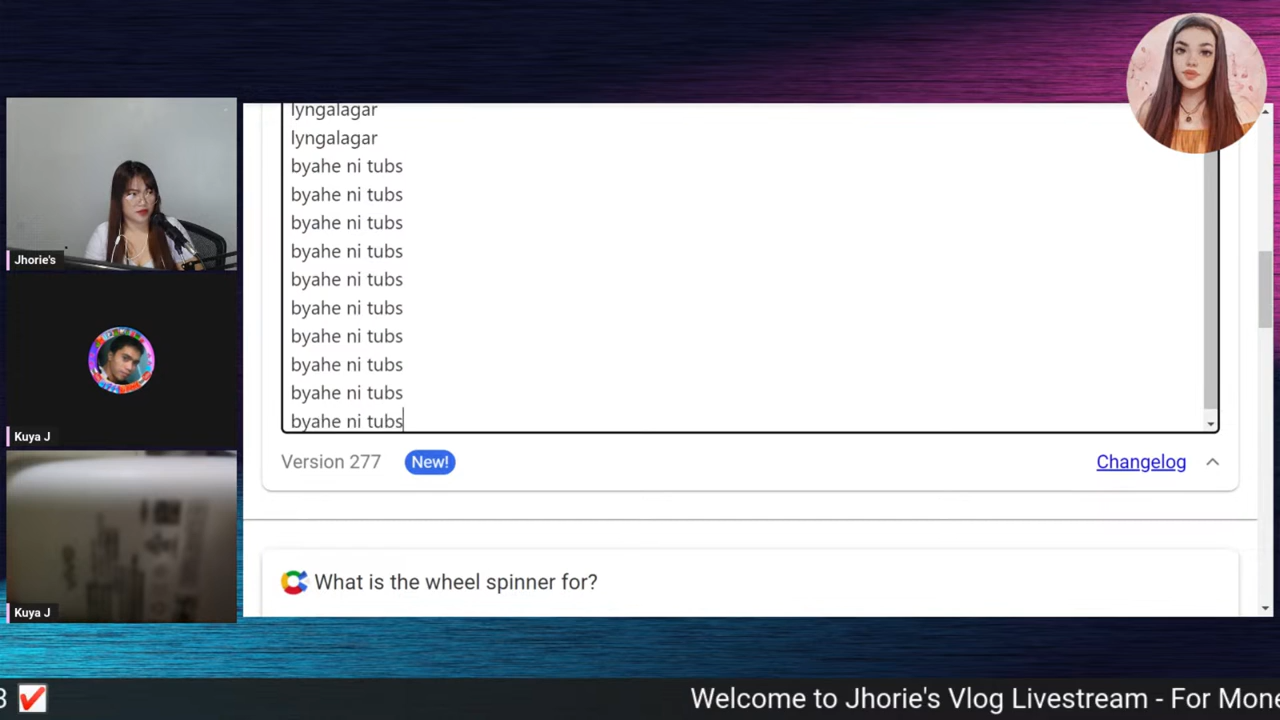 lyngalagar
lyngalagar
byahe ni tubs
byahe ni tubs
byahe ni tubs
byahe ni tubs
byahe ni tubs
byahe ni tubs
byahe ni tubs
byahe ni tubs
byahe ni tubs
byahe ni tubs
Version 277 New! Changelog
What is the wheel spinner for?
Jhorie's
Kuya J
Kuya J
3 Welcome to Jhorie's Vlog Livestream - For Mone